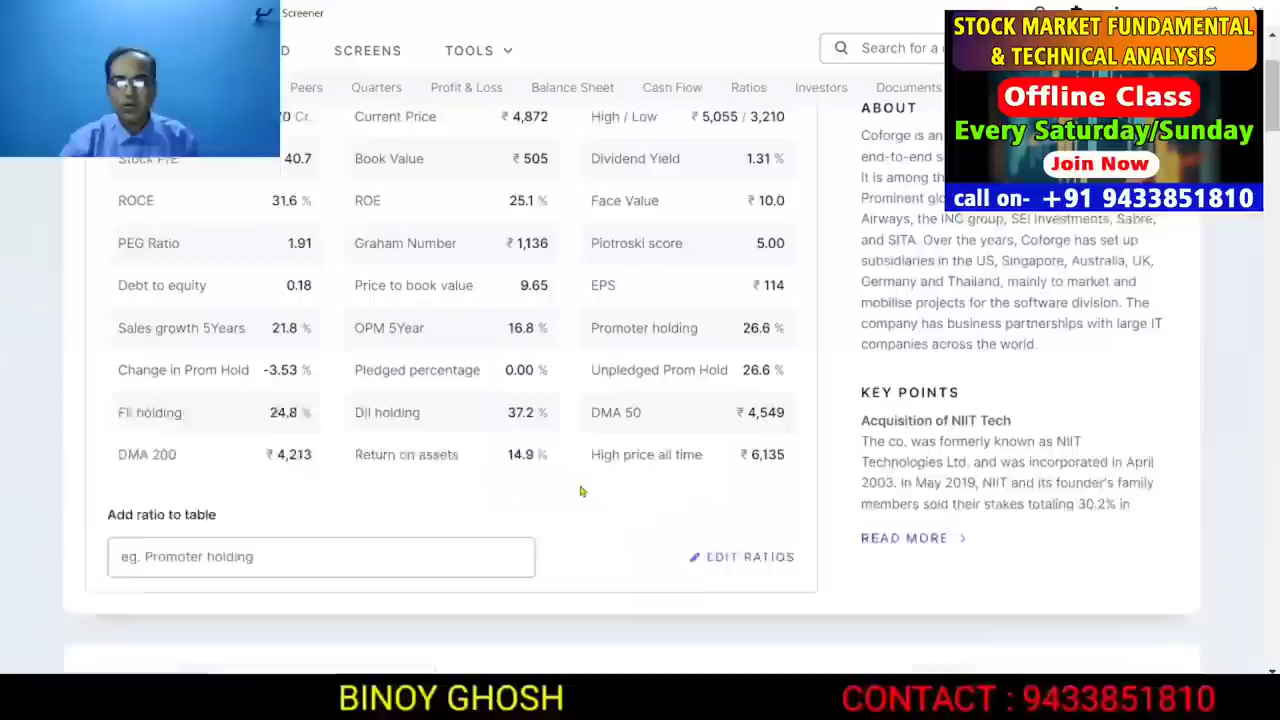 Screener
SCREENS
TOOLS
Search for a
Peers
Quarters
Profit & Loss
Balance Sheet
Cash Flow
Ratios
Investors
Documents
STOCK MARKET FUNDAMENTAL
& TECHNICAL ANALYSIS
Offline Class
Every Saturday/Sunday
Join Now
call on- +91 9433851810
Cr.
Current Price ₹ 4,872
High / Low ₹ 5,055 / 3,210
Stock P/E 40.7
Book Value ₹ 505
Dividend Yield 1.31 %
ROCE 31.6 %
ROE 25.1 %
Face Value ₹ 10.0
PEG Ratio 1.91
Graham Number ₹ 1,136
Piotroski score 5.00
Debt to equity 0.18
Price to book value 9.65
EPS ₹ 114
Sales growth 5Years 21.8 %
OPM 5Year 16.8 %
Promoter holding 26.6 %
Change in Prom Hold -3.53 %
Pledged percentage 0.00 %
Unpledged Prom Hold 26.6 %
FII holding 24.8 %
DII holding 37.2 %
DMA 50 ₹ 4,549
DMA 200 ₹ 4,213
Return on assets 14.9 %
High price all time ₹ 6,135
Add ratio to table
eg. Promoter holding
EDIT RATIOS
ABOUT
Coforge is an
end-to-end
It is among the
Prominent
Airways, the ING group, SEI Investments, Sabre,
and SITA. Over the years, Coforge has set up
subsidiaries in the US, Singapore, Australia, UK,
Germany and Thailand, mainly to market and
mobilise projects for the software division. The
company has business partnerships with large IT
companies across the world.
KEY POINTS
Acquisition of NIIT Tech
The co. was formerly known as NIIT
Technologies Ltd. and was incorporated in April
2003. In May 2019, NIIT and its founder's family
members sold their stakes totaling 30.2% in
READ MORE
BINOY GHOSH
CONTACT : 9433851810